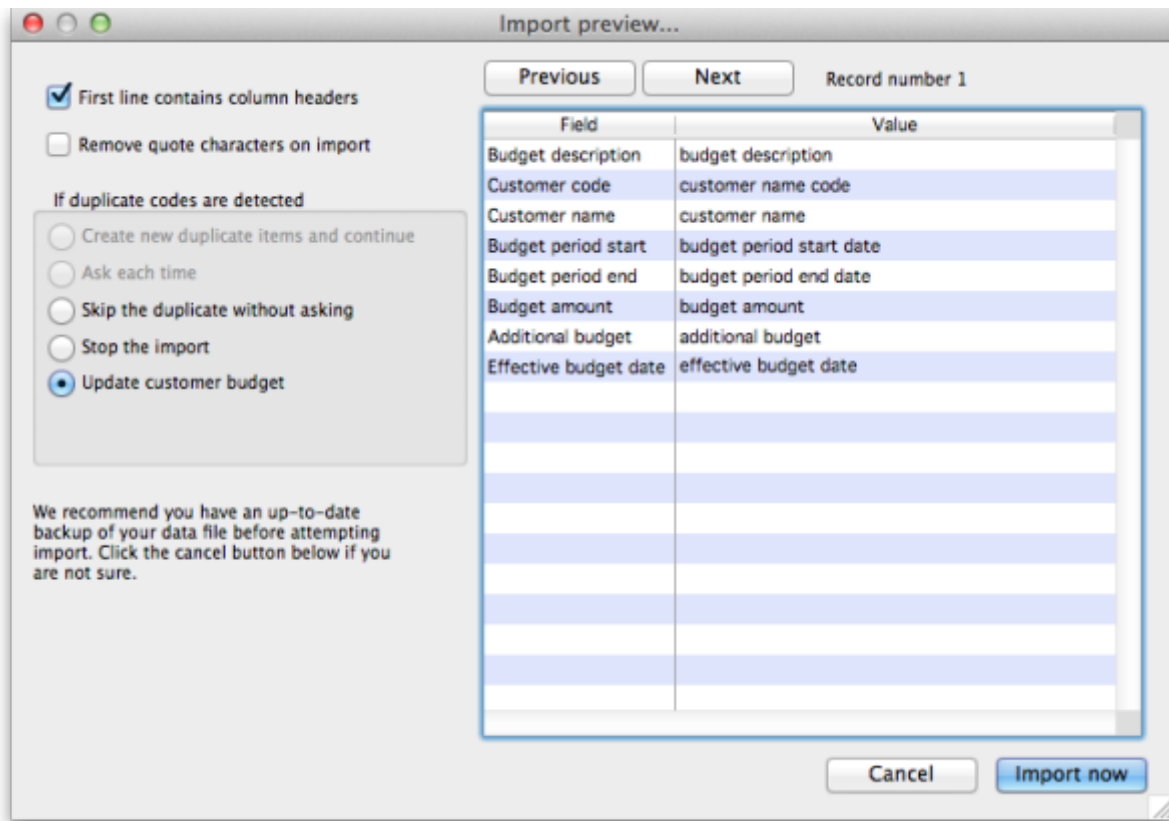 Import preview...
First line contains column headers
Remove quote characters on import
If duplicate codes are detected
Create new duplicate items and continue
Ask each time
Skip the duplicate without asking
Stop the import
Update customer budget
We recommend you have an up-to-date
backup of your data file before attempting
import. Click the cancel button below if you
are not sure.
Previous Next Record number 1
Field Value
Budget description budget description
Customer code customer name code
Customer name customer name
Budget period start budget period start date
Budget period end budget period end date
Budget amount budget amount
Additional budget additional budget
Effective budget date effective budget date
Cancel Import now